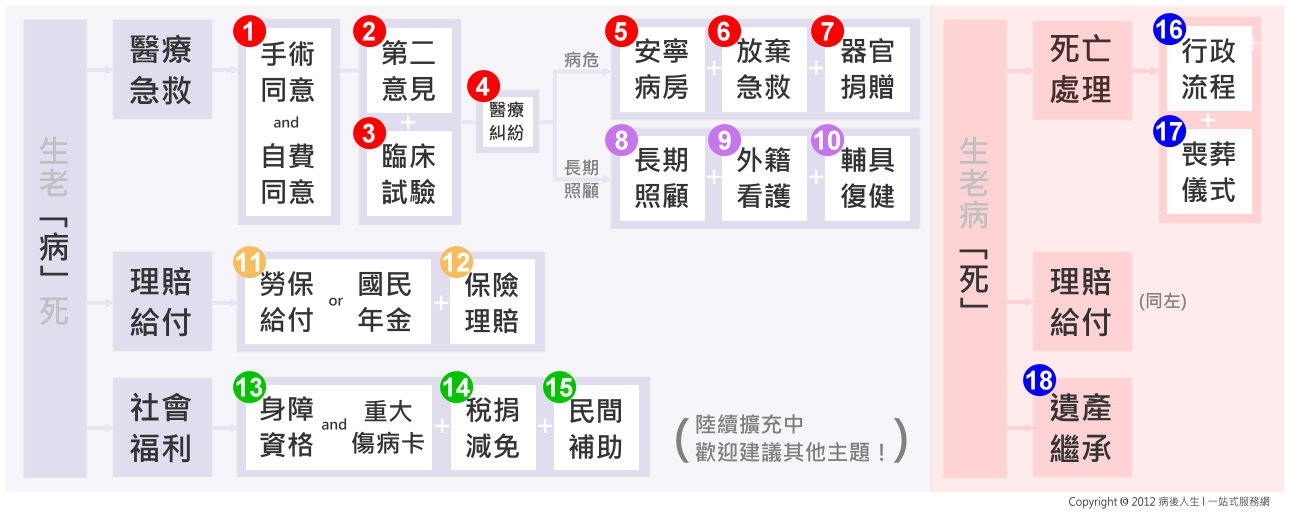 生老「病」死
醫療
急救
1
手術
同意
and
自費
同意
2
第二
意見
+
3
臨床
試驗
4
醫療
糾紛
病危
5
安寧
病房
+
6
放棄
急救
+
7
器官
捐贈
長期
照顧
8
長期
照顧
+
9
外籍
看護
+
10
輔具
復健
理賠
給付
11
勞保
給付
or
國民
年金
+
12
保險
理賠
社會
福利
13
身障
資格
and
重大
傷病卡
+
14
稅捐
減免
+
15
民間
補助
(陸續擴充中
歡迎建議其他主題!)
生老病「死」
死亡
處理
16
行政
流程
+
17
喪葬
儀式
理賠
給付
(同左)
18
遺產
繼承
Copyright © 2012 病後人生 | 一站式服務網